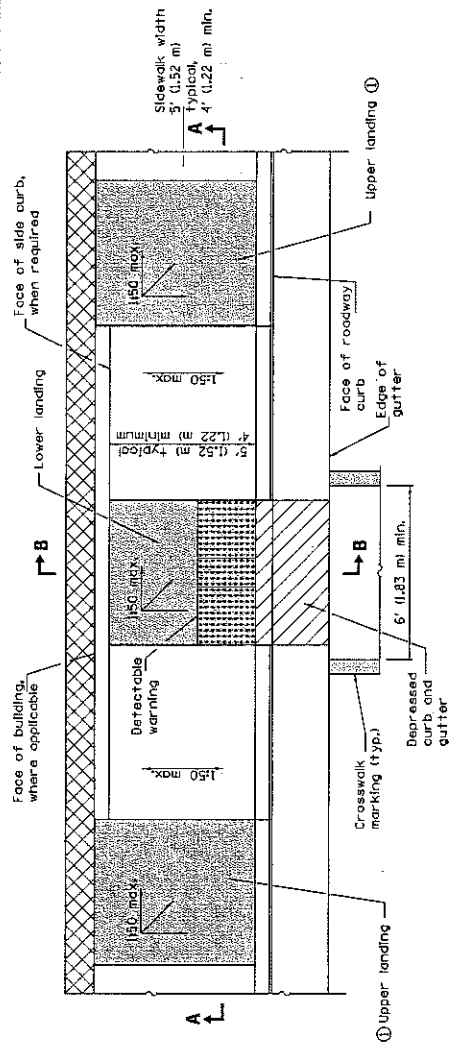 Face of building,
where applicable
Lower landing
Face of side curb,
when required
Sidewalk width
5' (1.52 m)
typical,
4' (1.22 m) min.
A
B
A
1:50 max.
1:50 max.
1:50 max.
1:50 max.
1:50 max.
5' (1.52 m) typical
4' (1.22 m) minimum
Detectable
warning
① Upper landing
Crosswalk
marking (typ.)
Depressed
curb and
gutter
B
6' (1.83 m) min.
Edge of
gutter
Face of roadway
curb
Upper landing ①